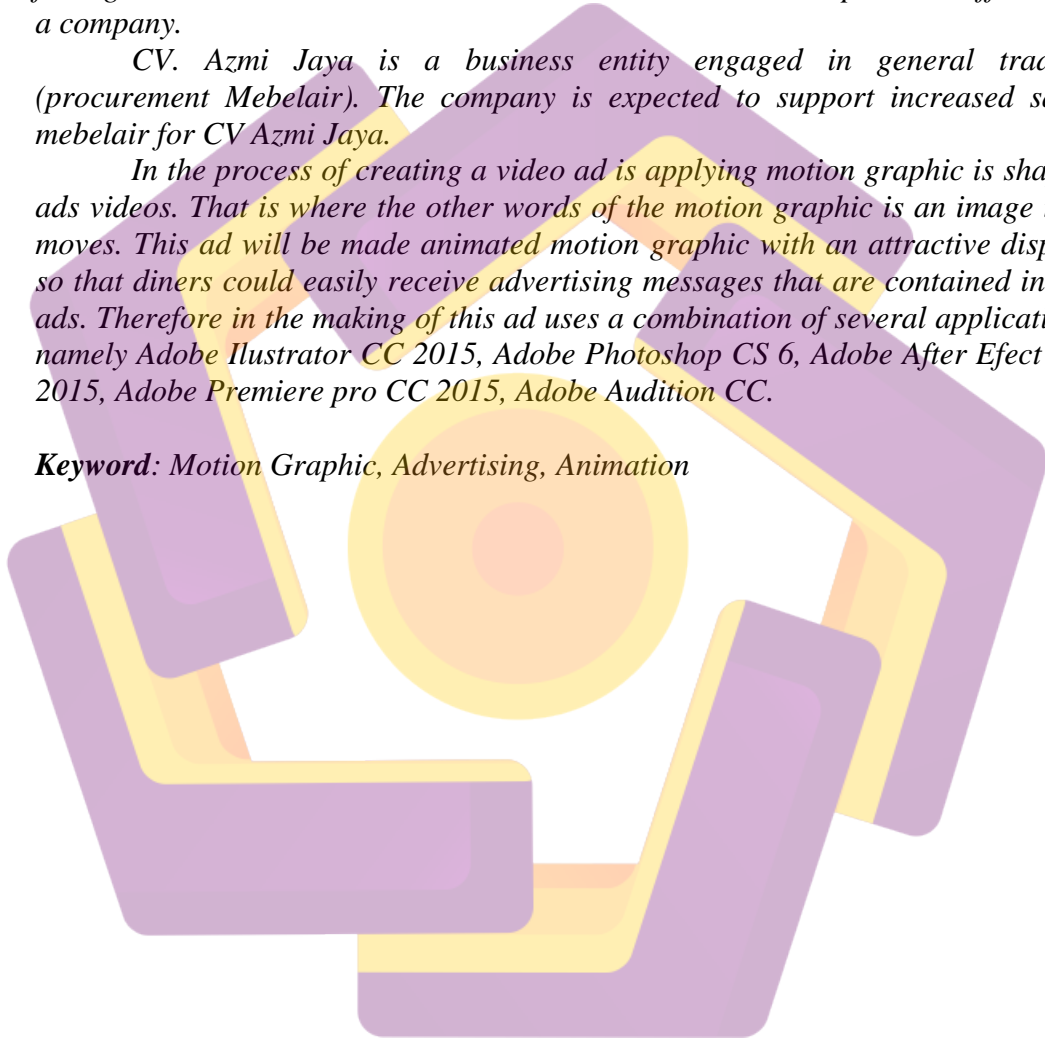 a company.
CV. Azmi Jaya is a business entity engaged in general
(procurement Mebelair). The company is expected to support increased
mebelair for CV Azmi Jaya.
In the process of creating a video ad is applying motion graphic is sha
ads videos. That is where the other words of the motion graphic is an image
moves. This ad will be made animated motion graphic with an attractive disp
so that diners could easily receive advertising messages that are contained in
ads. Therefore in the making of this ad uses a combination of several applicati
namely Adobe Ilustrator CC 2015, Adobe Photoshop CS 6, Adobe After Efect
2015, Adobe Premiere pro CC 2015, Adobe Audition CC.
Keyword: Motion Graphic, Advertising, Animation